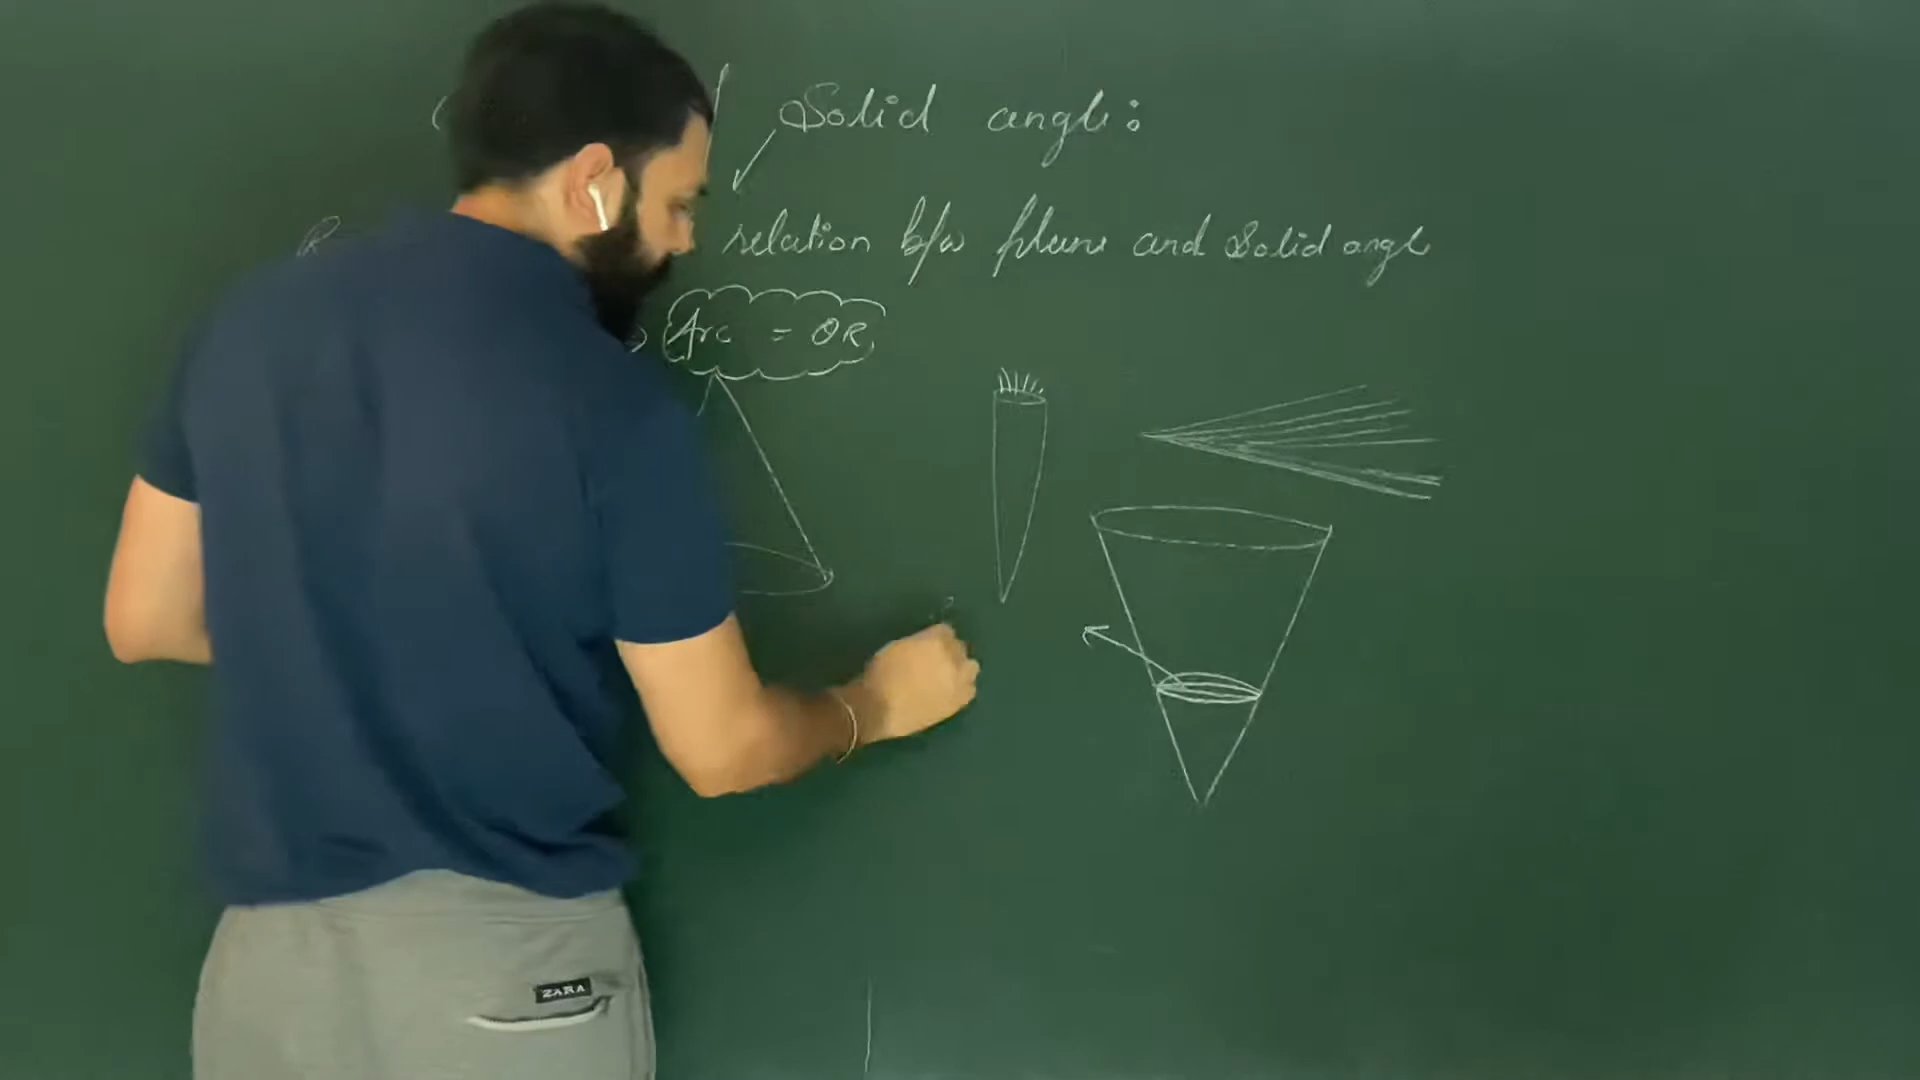 Solid angle:
R
relation b/w plane and Solid angle
Arc = θR
ZARA